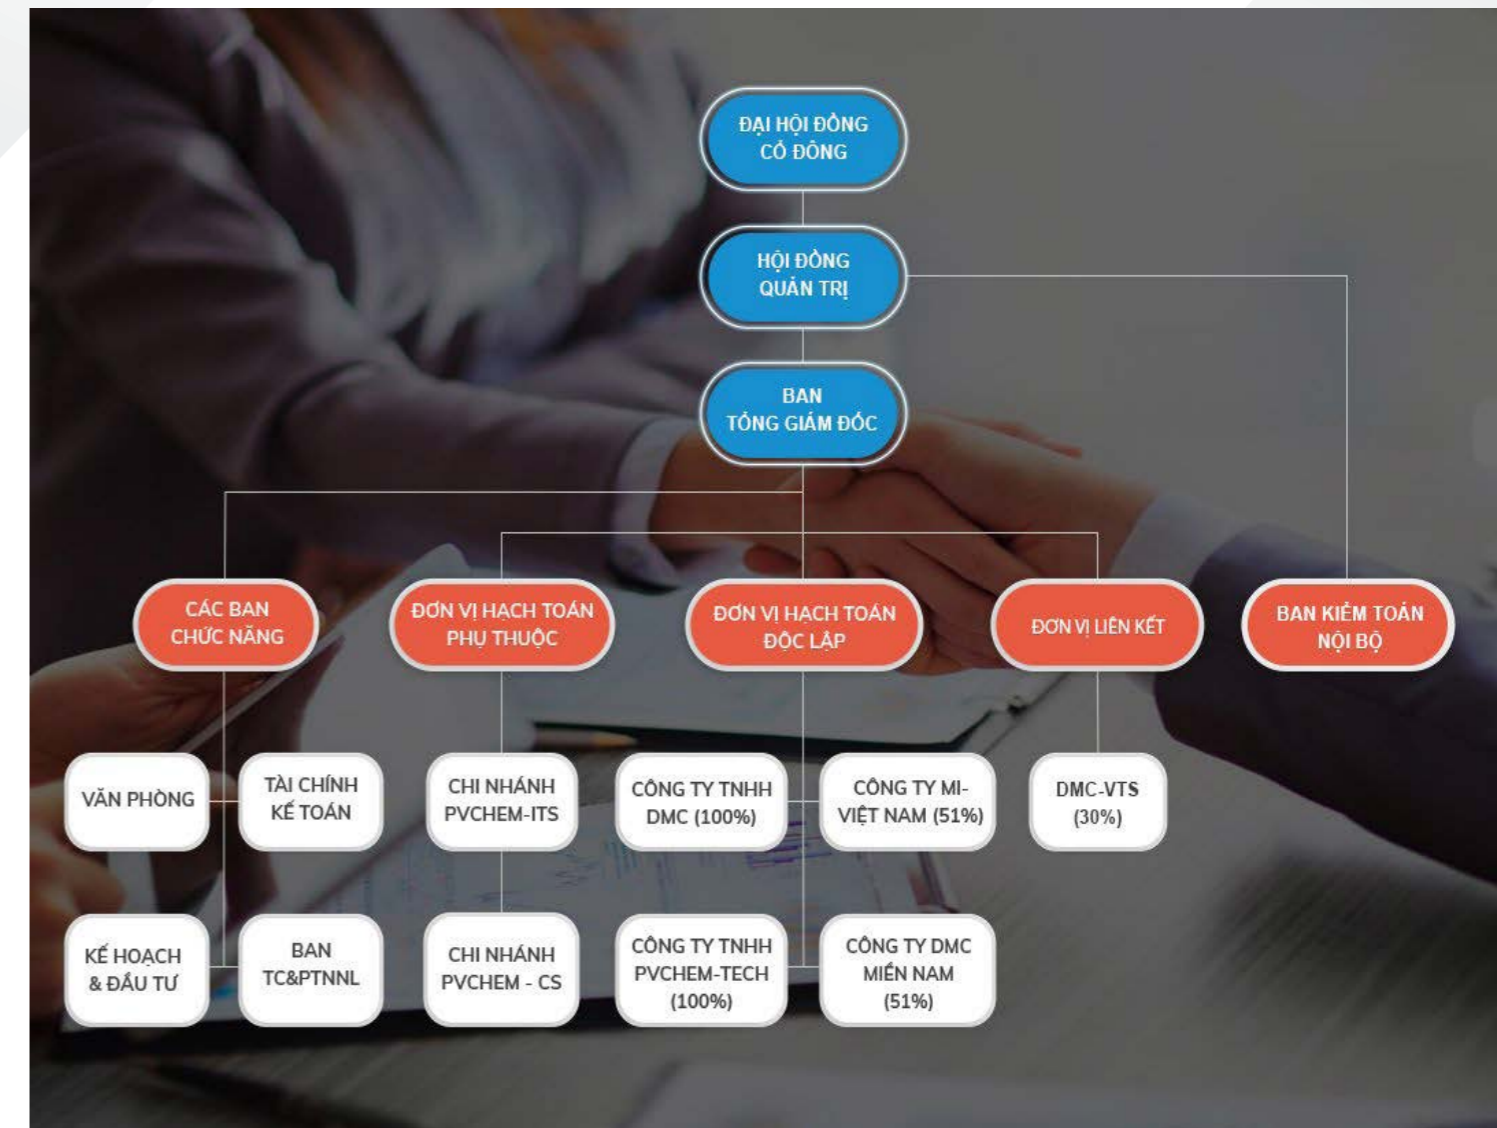 ĐẠI HỘI ĐỒNG
CỔ ĐÔNG
HỘI ĐỒNG
QUẢN TRỊ
BAN
TỔNG GIÁM ĐỐC
CÁC BAN
CHỨC NĂNG
ĐƠN VỊ HẠCH TOÁN
PHỤ THUỘC
ĐƠN VỊ HẠCH TOÁN
ĐỘC LẬP
ĐƠN VỊ LIÊN KẾT
BAN KIỂM TOÁN
NỘI BỘ
VĂN PHÒNG
TÀI CHÍNH
KẾ TOÁN
CHI NHÁNH
PVCHEM-ITS
CÔNG TY TNHH
DMC (100%)
CÔNG TY MI-
VIỆT NAM (51%)
DMC-VTS
(30%)
KẾ HOẠCH
& ĐẦU TƯ
BAN
TC&PTNNL
CHI NHÁNH
PVCHEM - CS
CÔNG TY TNHH
PVCHEM-TECH
(100%)
CÔNG TY DMC
MIỀN NAM
(51%)